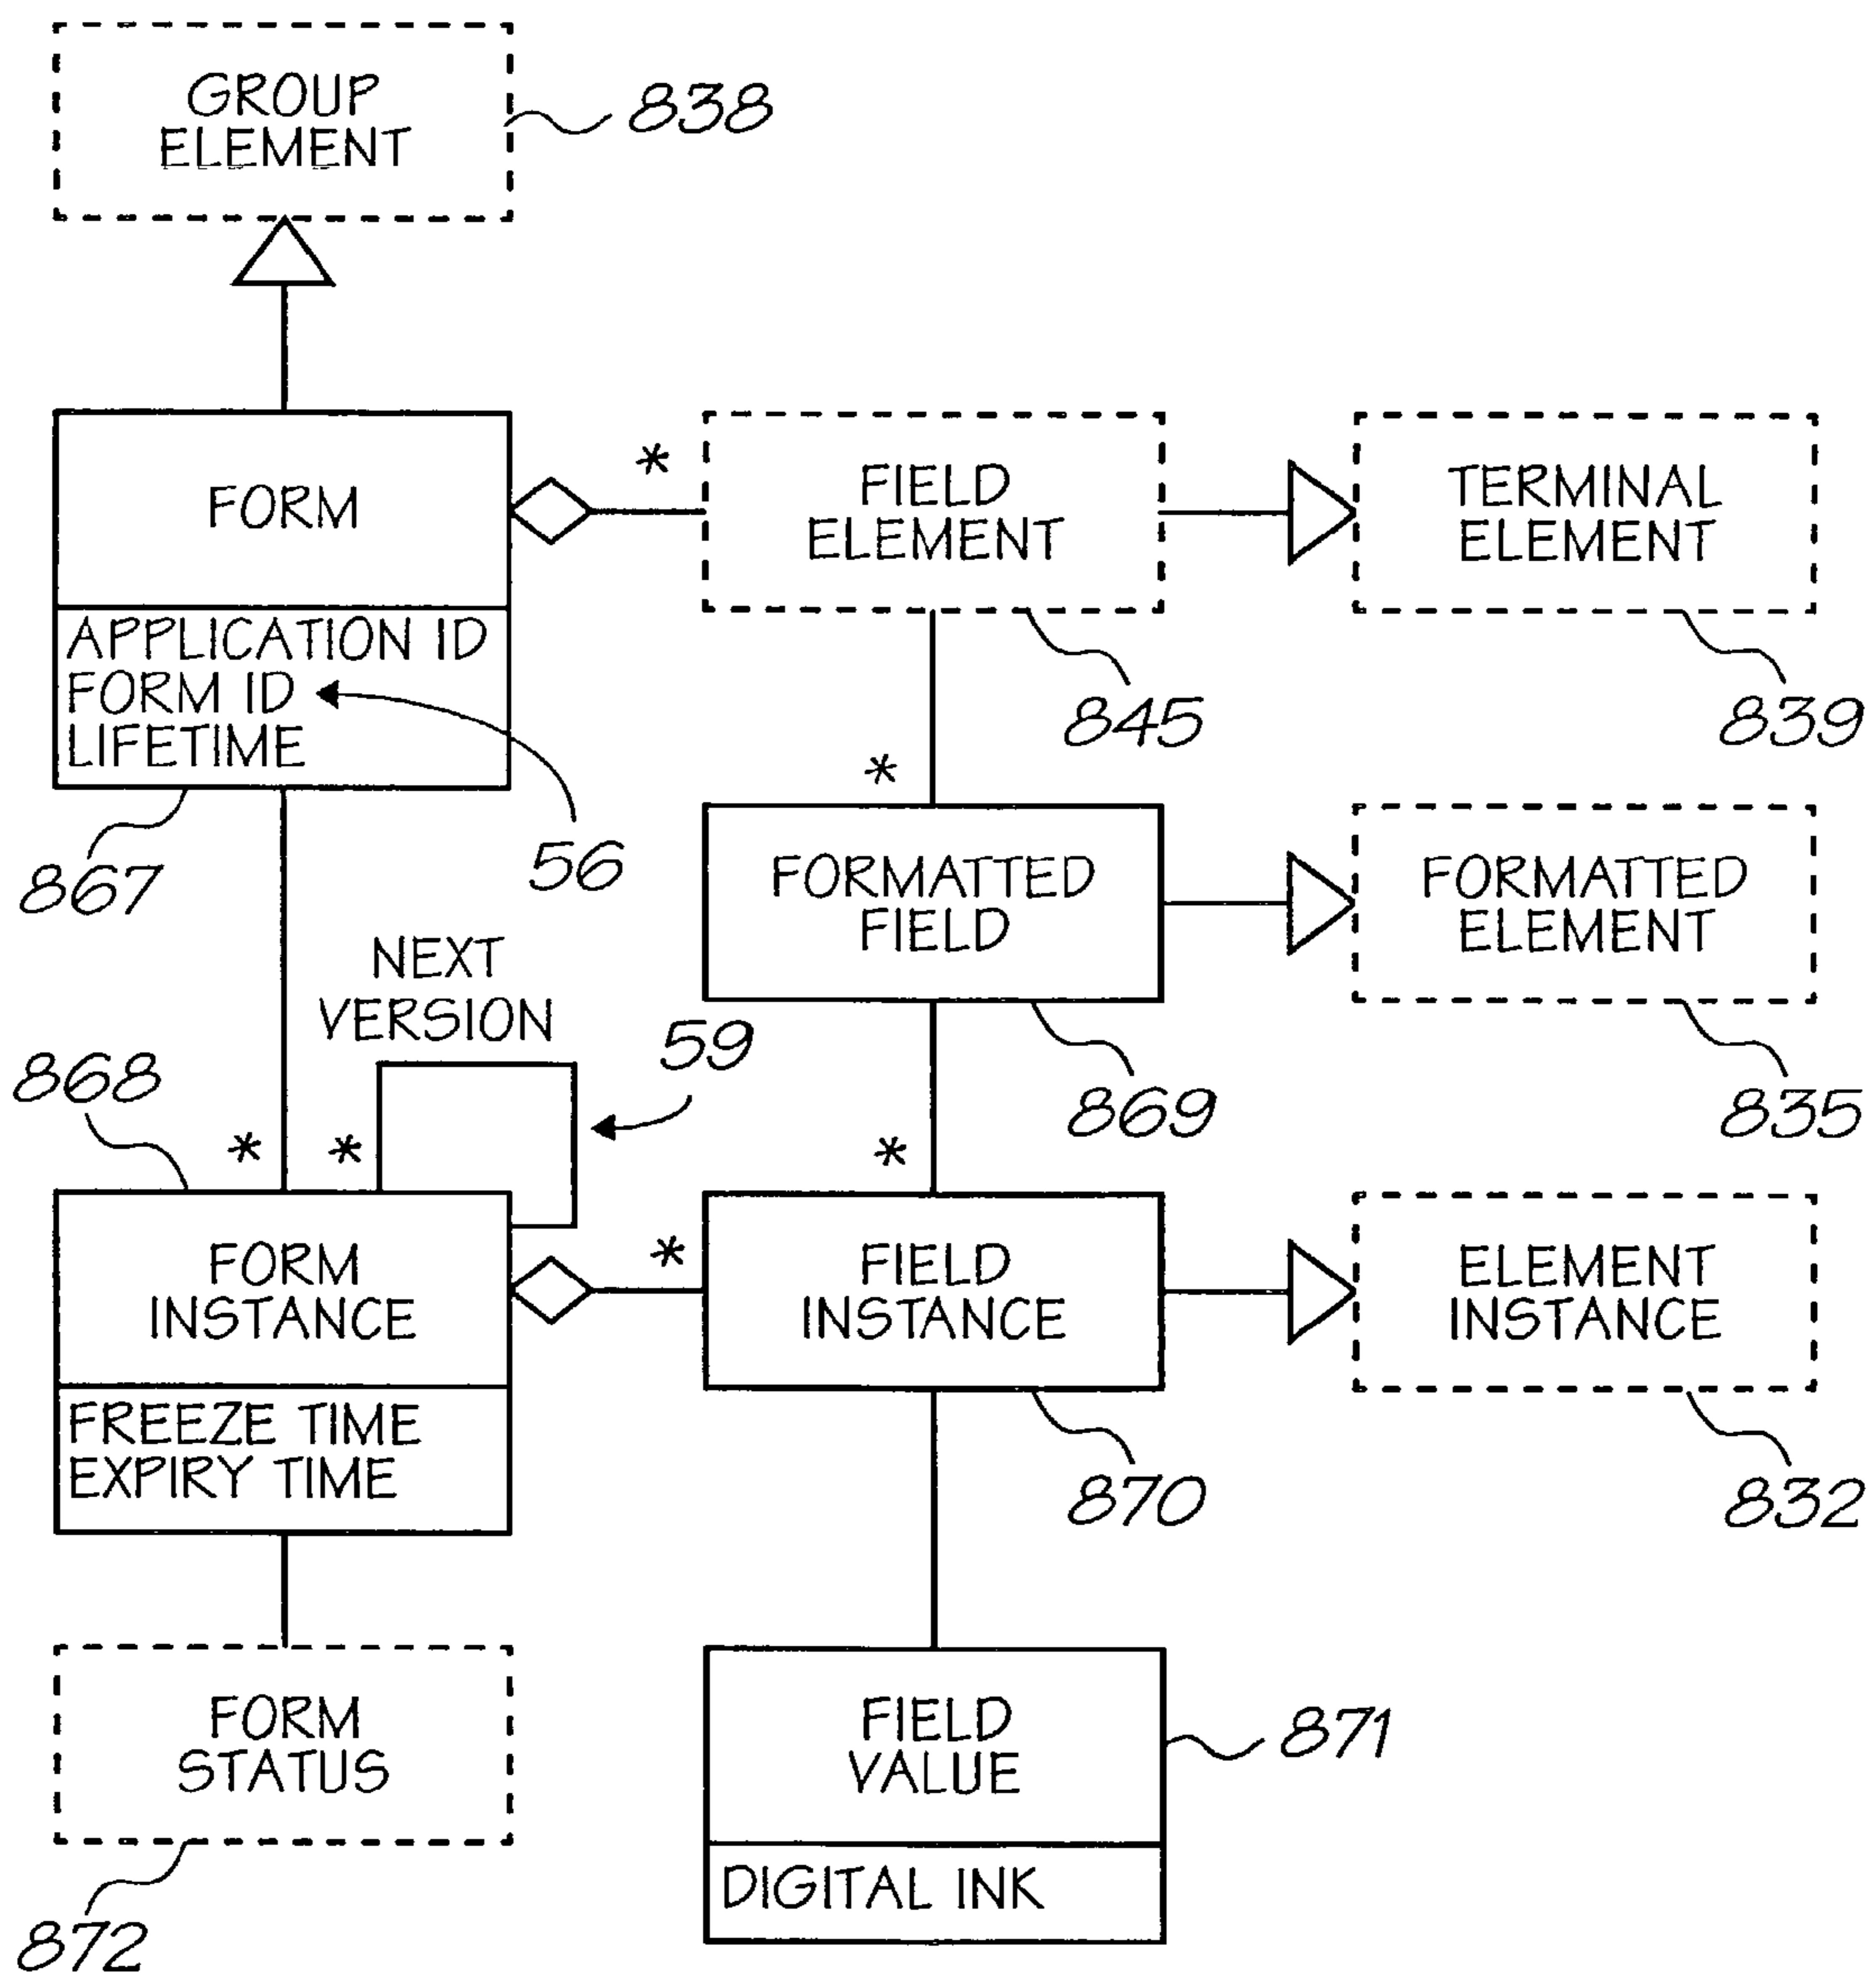 GROUP
ELEMENT
838
FORM
APPLICATION ID
FORM ID
LIFETIME
867
56
*
FIELD
ELEMENT
845
TERMINAL
ELEMENT
839
*
FORMATTED
FIELD
869
FORMATTED
ELEMENT
835
NEXT
VERSION
59
868
*
*
FORM
INSTANCE
FREEZE TIME
EXPIRY TIME
*
*
FIELD
INSTANCE
870
ELEMENT
INSTANCE
832
FORM
STATUS
872
FIELD
VALUE
DIGITAL INK
871